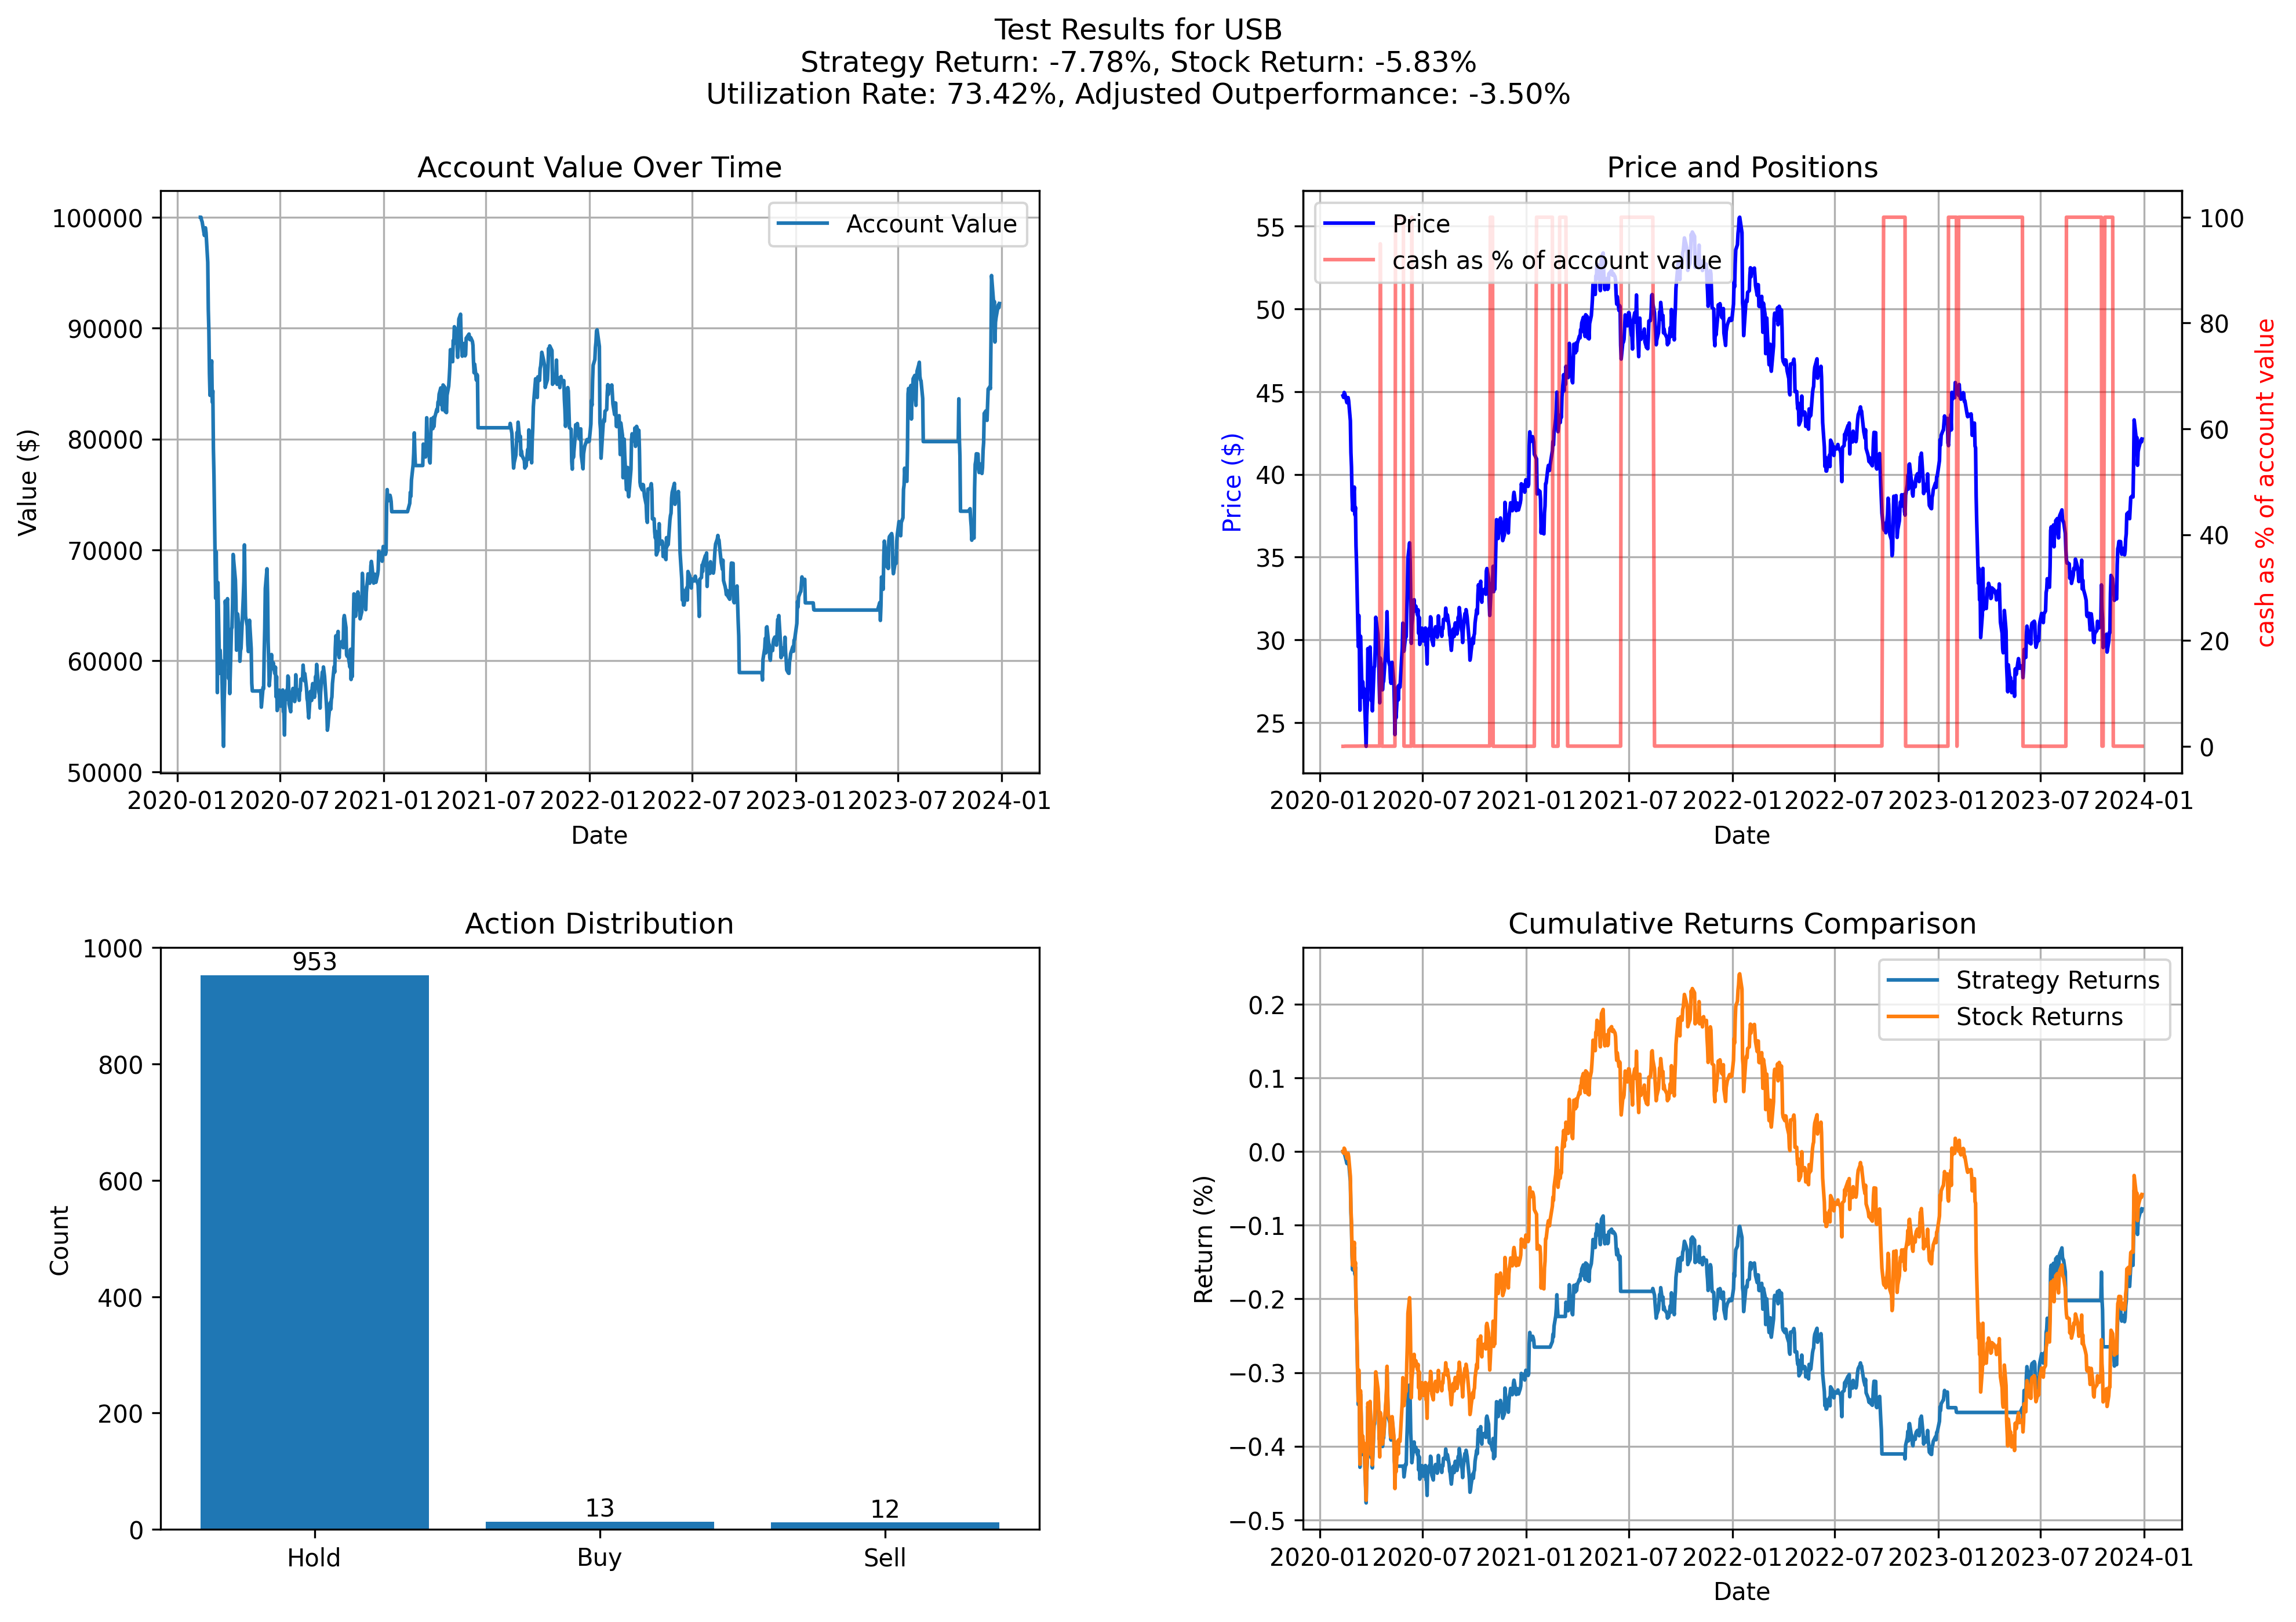 Test Results for USB
Strategy Return: -7.78%, Stock Return: -5.83%
Utilization Rate: 73.42%, Adjusted Outperformance: -3.50%
Account Value Over Time
Account Value
100000
90000
80000
70000
60000
50000
Value ($)
2020-01
2020-07
2021-01
2021-07
2022-01
2022-07
2023-01
2023-07
2024-01
Date
Price and Positions
Price
cash as % of account value
55
50
45
40
35
30
25
Price ($)
100
80
60
40
20
0
cash as % of account value
2020-01
2020-07
2021-01
2021-07
2022-01
2022-07
2023-01
2023-07
2024-01
Date
Action Distribution
1000
800
600
400
200
0
Count
953
13
12
Hold
Buy
Sell
Cumulative Returns Comparison
Strategy Returns
Stock Returns
0.2
0.1
0.0
−0.1
−0.2
−0.3
−0.4
−0.5
Return (%)
2020-01
2020-07
2021-01
2021-07
2022-01
2022-07
2023-01
2023-07
2024-01
Date